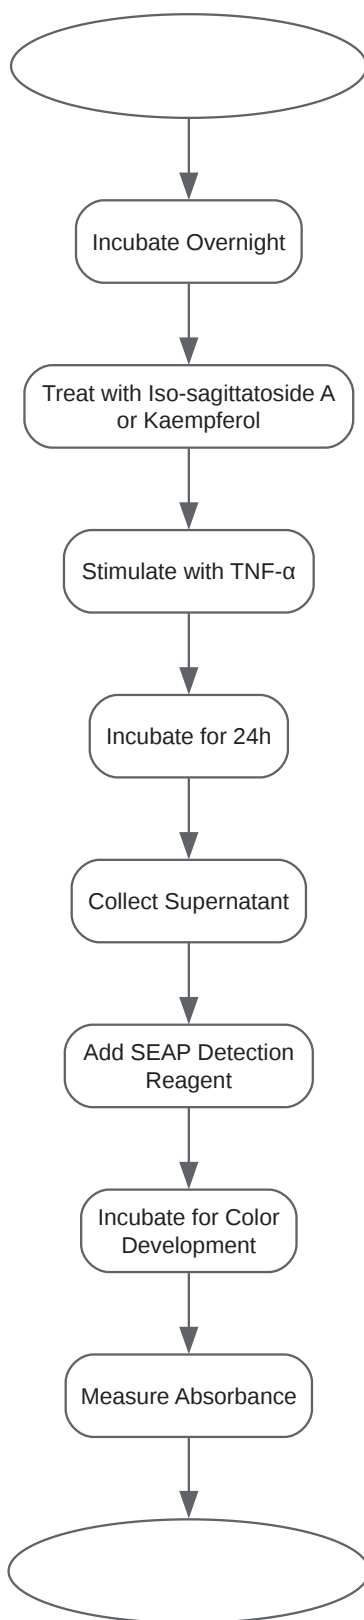 Incubate Overnight
Treat with Iso-sagittatoside A
or Kaempferol
Stimulate with TNF-α
Incubate for 24h
Collect Supernatant
Add SEAP Detection
Reagent
Incubate for Color
Development
Measure Absorbance